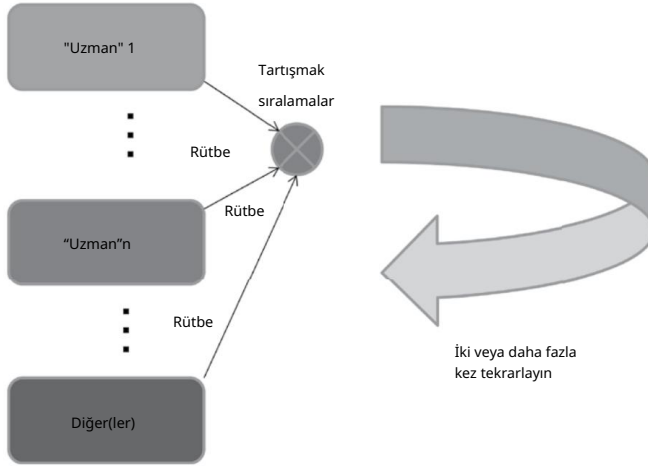 "Uzman" 1
Tartışmak
sıralamalar
Rütbe
Rütbe
“Uzman”n
Rütbe
İki veya daha fazla
kez tekrarlayın
Diğer(ler)